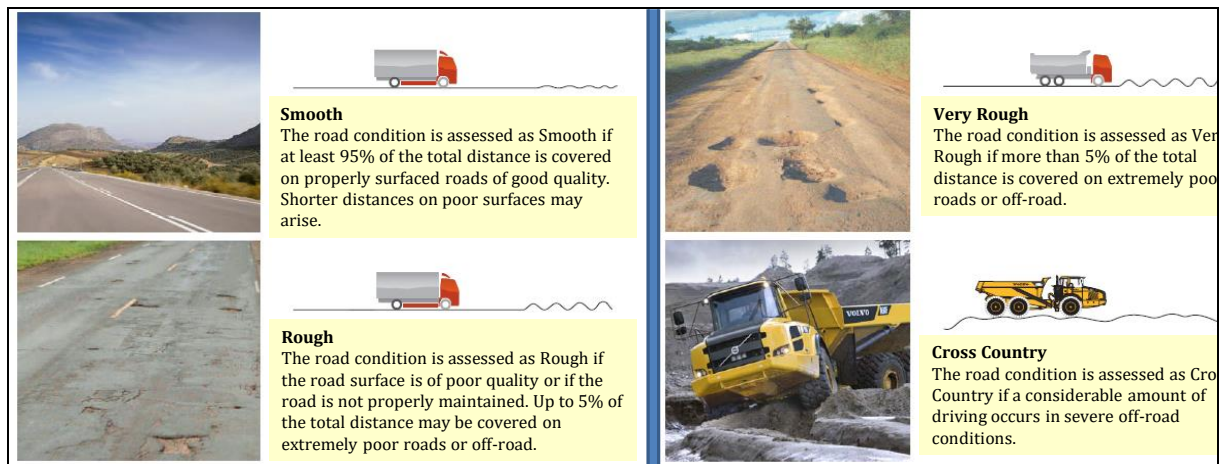 Smooth
The road condition is assessed as Smooth if
at least 95% of the total distance is covered
on properly surfaced roads of good quality.
Shorter distances on poor surfaces may
arise.
Rough
The road condition is assessed as Rough if
the road surface is of poor quality or if the
road is not properly maintained. Up to 5% of
the total distance may be covered on
extremely poor roads or off-road.
Very Rough
The road condition is assessed as Ver
Rough if more than 5% of the total
distance is covered on extremely poo
roads or off-road.
VOLVO
Cross Country
The road condition is assessed as Cro
Country if a considerable amount of
driving occurs in severe off-road
conditions.